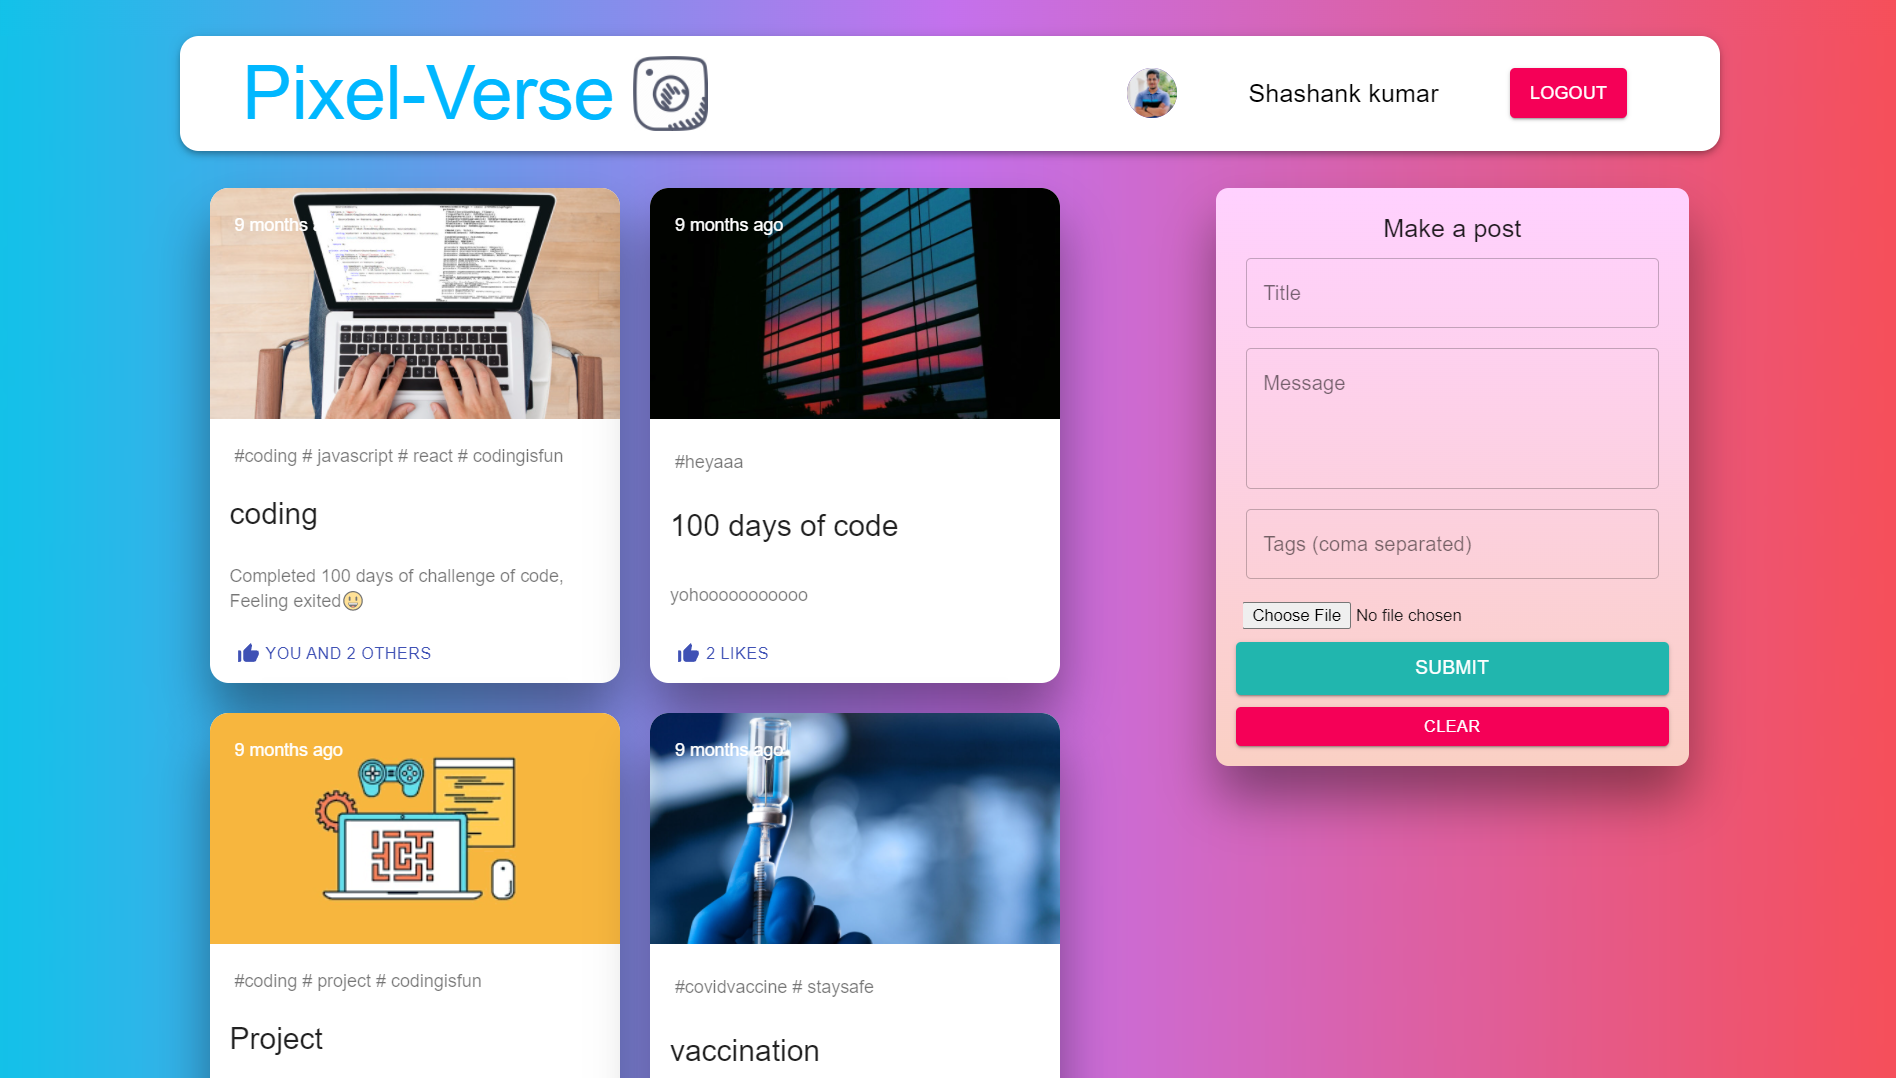 Pixel-Verse
Shashank kumar
LOGOUT
9 months
#coding # javascript # react # codingisfun
coding
Completed 100 days of challenge of code,
Feeling exited😀
YOU AND 2 OTHERS
9 months ago
#heyaaa
100 days of code
yohooooooooooo
2 LIKES
9 months ago
#coding # project # codingisfun
Project
9 months ago
#covidvaccine # staysafe
vaccination
Make a post
Title
Message
Tags (coma separated)
Choose File No file chosen
SUBMIT
CLEAR